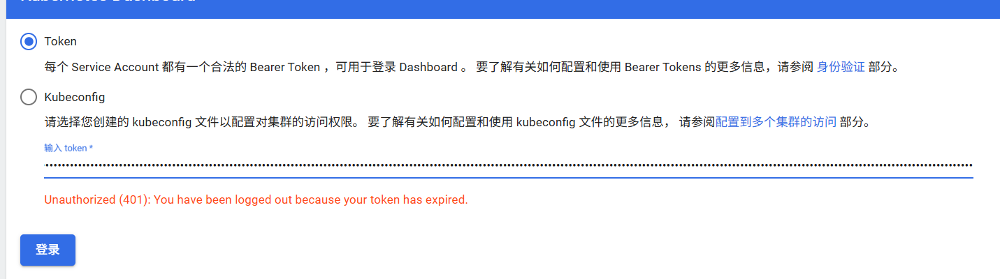 Kubernetes Dashboard
Token
每个 Service Account 都有一个合法的 Bearer Token ，可用于登录 Dashboard 。 要了解有关如何配置和使用 Bearer Tokens 的更多信息，请参阅 身份验证 部分。
Kubeconfig
请选择您创建的 kubeconfig 文件以配置对集群的访问权限。 要了解有关如何配置和使用 kubeconfig 文件的更多信息， 请参阅配置到多个集群的访问 部分。
输入 token *
Unauthorized (401): You have been logged out because your token has expired.
登录